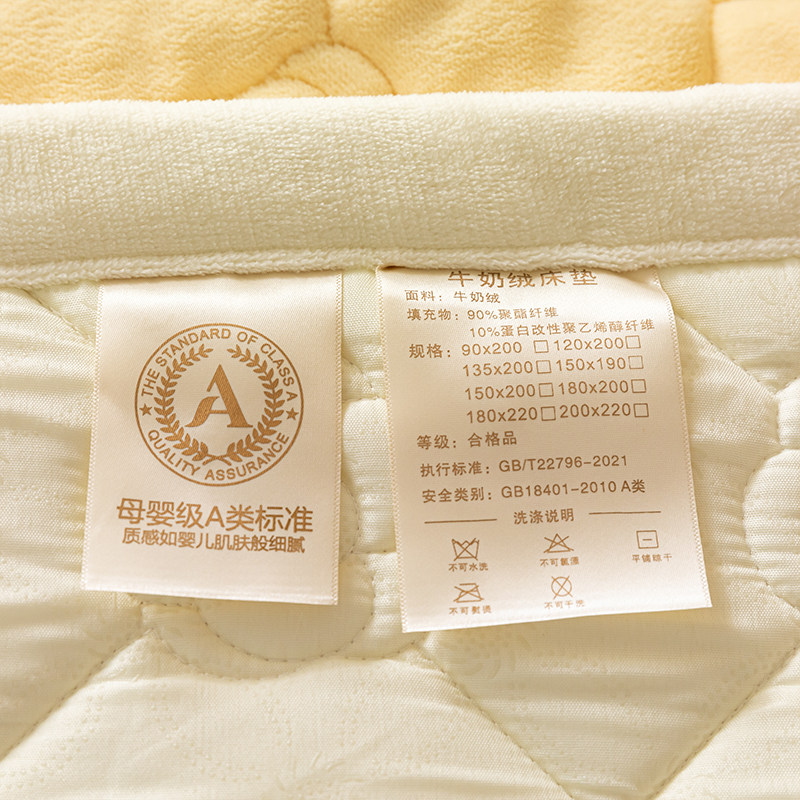 THE STANDARD OF CLASS A
A
QUALITY ASSURANCE
母婴级A类标准
质感如婴儿肌肤般细腻
牛奶绒床垫
面料：牛奶绒
填充物：90%聚酯纤维
10%蛋白改性聚乙烯醇纤维
规格：90x200 □ 120x200 □
135x200 □ 150x190 □
150x200 □ 180x200 □
180x220 □ 200x220 □
等级：合格品
执行标准：GB/T22796-2021
安全类别：GB18401-2010 A类
洗涤说明
不可水洗 不可氯漂 平铺晾干
不可熨烫 不可干洗